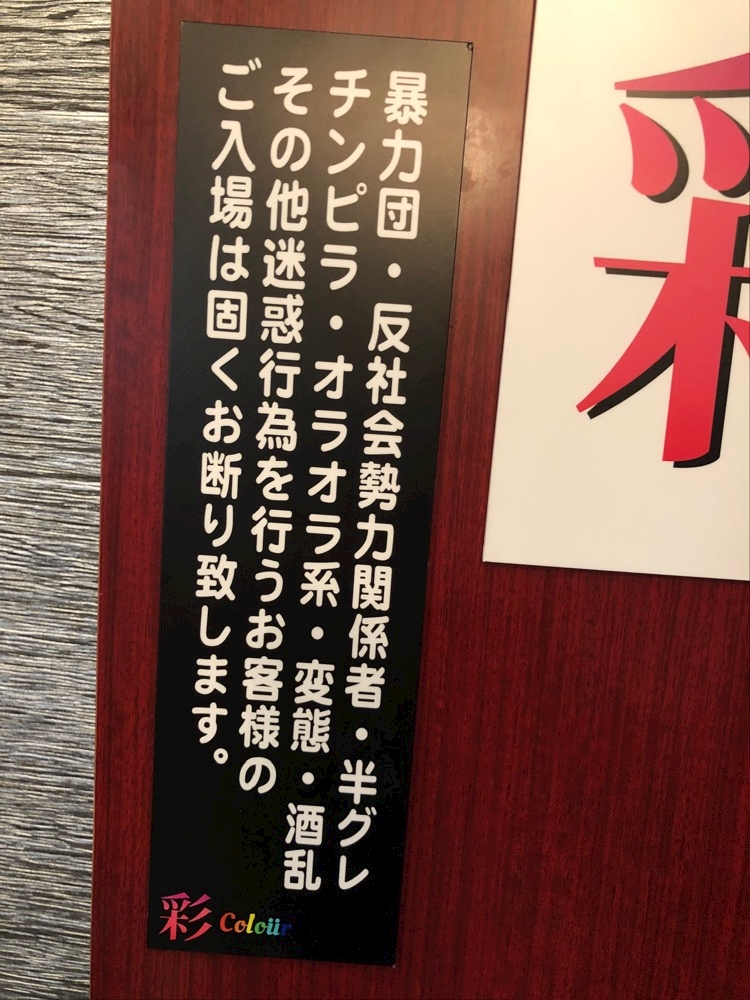 暴力団・反社会勢力関係者・半グレ
チンピラ・オラオラ系・変態・酒乱
その他迷惑行為を行うお客様の
ご入場は固くお断り致します。
彩 Coloür
彩